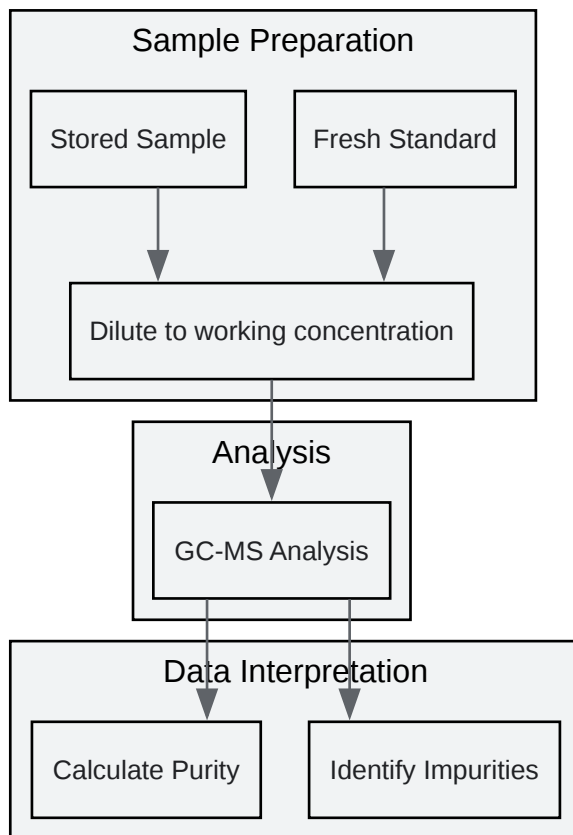 Sample Preparation
Stored Sample
Fresh Standard
Dilute to working concentration
Analysis
GC-MS Analysis
Data Interpretation
Calculate Purity
Identify Impurities